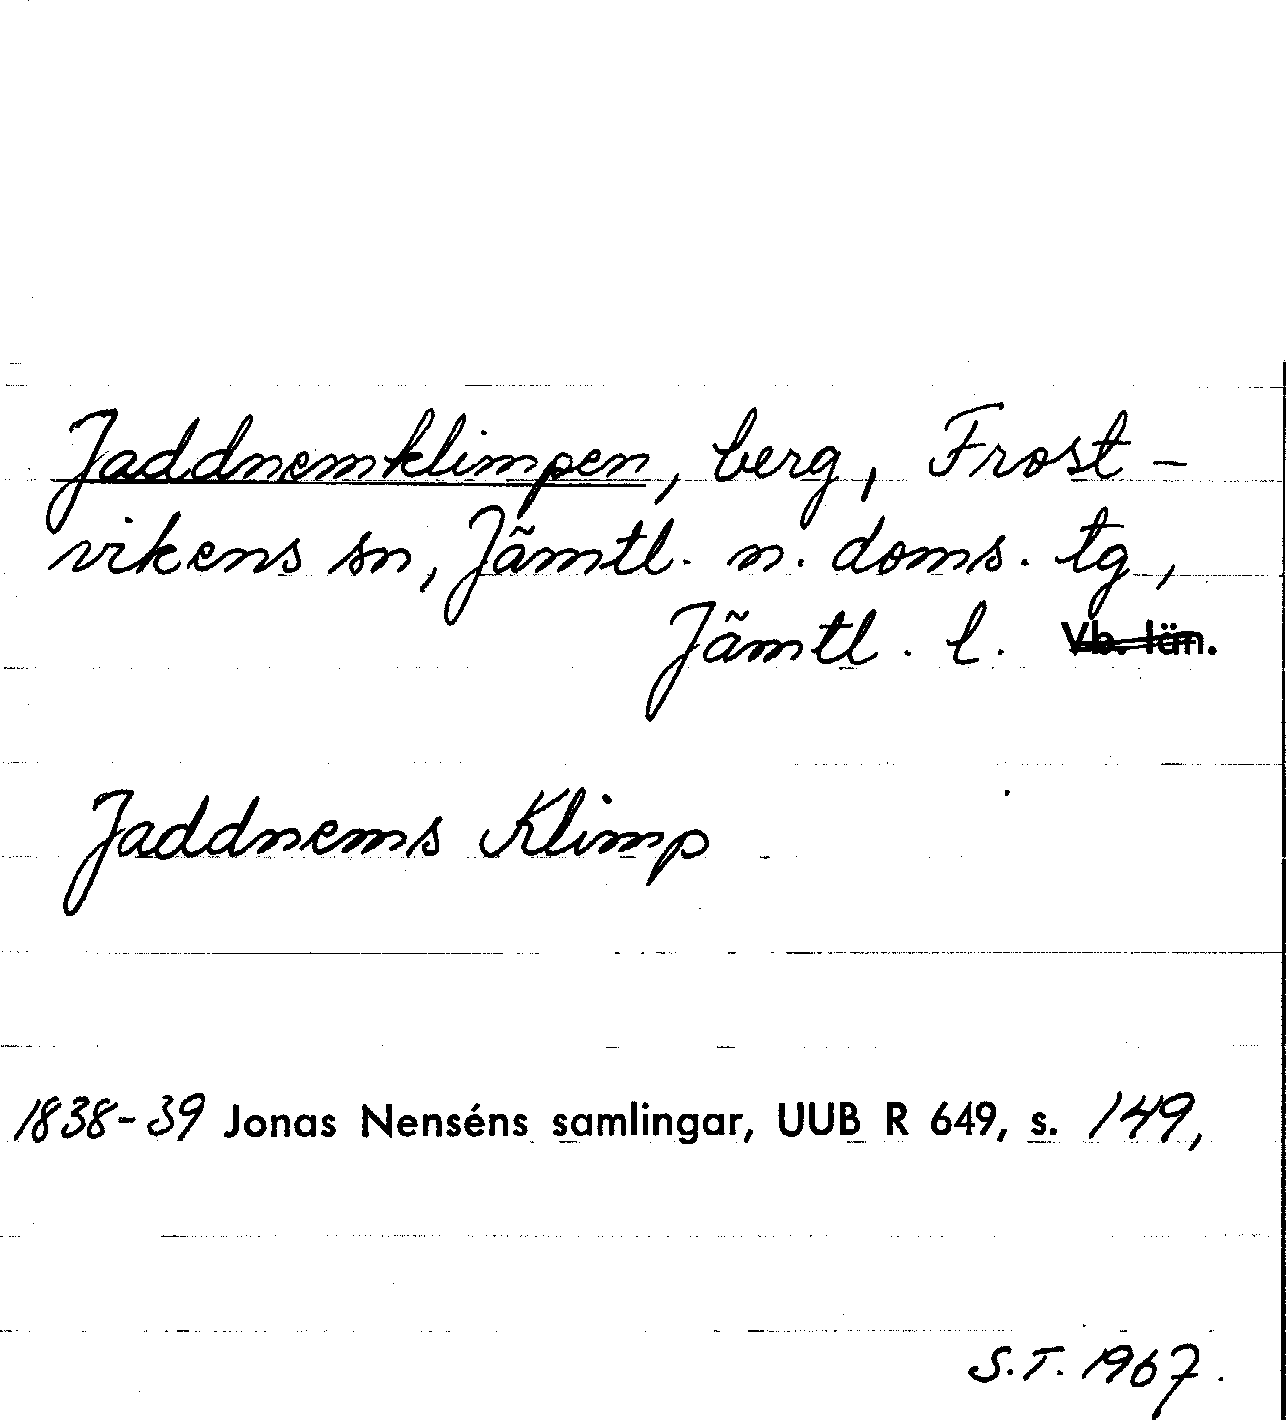 Jaddnemklimpen, berg, Frost-
vikens sn, Jämtl. n. doms. tg,
Jämtl. l. Vb. län.
Jaddnems Klimp
1838-39 Jonas Nenséns samlingar, UUB R 649, s. 149,
S.T. 1967.